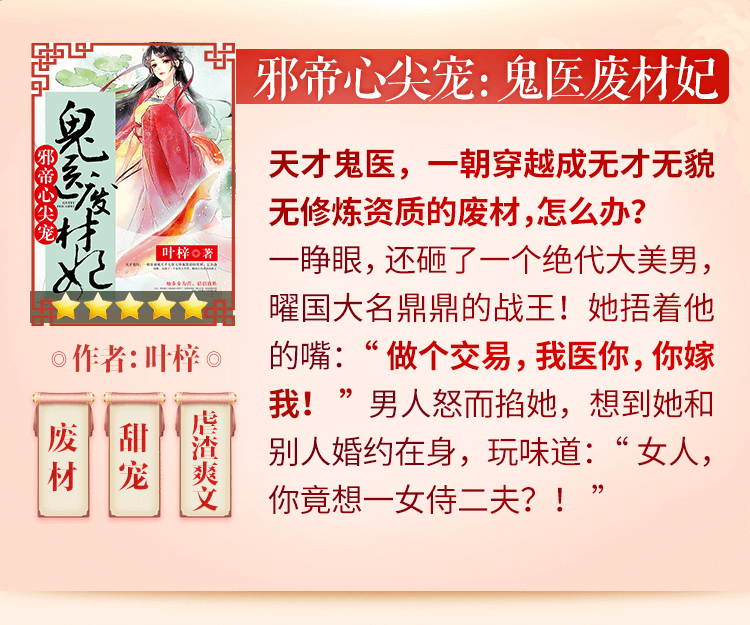 邪帝心尖宠：鬼医废材妃
鬼医废材妃
邪帝心尖宠
叶梓◎著
作者：叶梓
废材
甜宠
虐渣爽文
天才鬼医，一朝穿越成无才无貌
无修炼资质的废材，怎么办？
一睁眼，还砸了一个绝代大美男，
曜国大名鼎鼎的战王！她捂着他
的嘴：“做个交易，我医你，你嫁
我！”男人怒而掐她，想到她和
别人婚约在身，玩味道：“女人，
你竟想一女侍二夫？！”